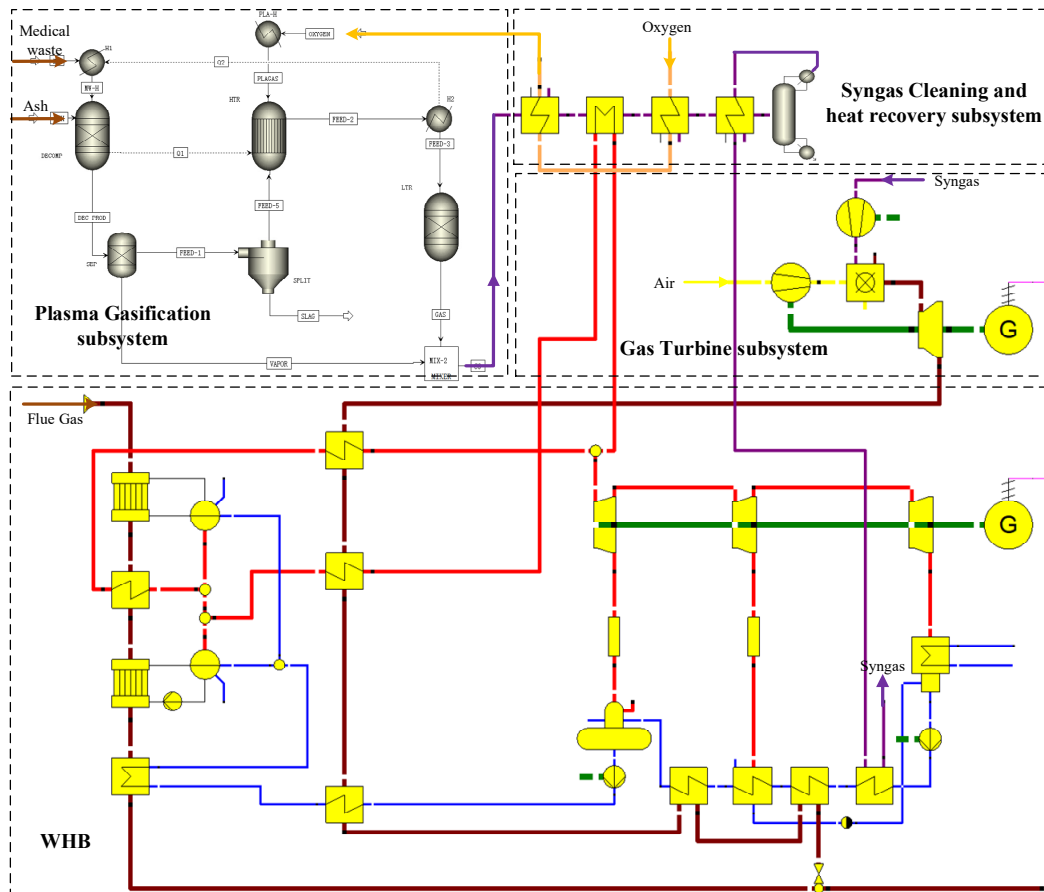 Medical
waste
H1
MW-H
Ash
DECOMP
DEC PROD
SEP
FEED-1
Q1
Q2
PLA-H
OXYGEN
PLAGAS
HTR
FEED-2
H2
FEED-3
LTR
FEED-5
SPLIT
SLAG
GAS
VAPOR
MIX-2
MIXER
Plasma Gasification
subsystem
Oxygen
Syngas Cleaning and
heat recovery subsystem
Syngas
Air
G
Gas Turbine subsystem
Flue Gas
G
Syngas
WHB